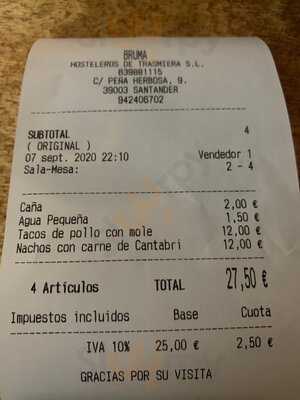 BRUMA
HOSTELEROS DE TRASMIERA S.L.
B39881115
C/ PEÑA HERBOSA, 9.
39003 SANTANDER
942406702
SUBTOTAL 4
( ORIGINAL )
07 sept. 2020 22:10 Vendedor 1
Sala-Mesa: 2 - 4
Caña 2,00 €
Agua Pequeña 1,50 €
Tacos de pollo con mole 12,00 €
Nachos con carne de Cantabri 12,00 €
4 Artículos TOTAL 27,50 €
Impuestos incluidos Base Cuota
IVA 10% 25,00 € 2,50 €
GRACIAS POR SU VISITA